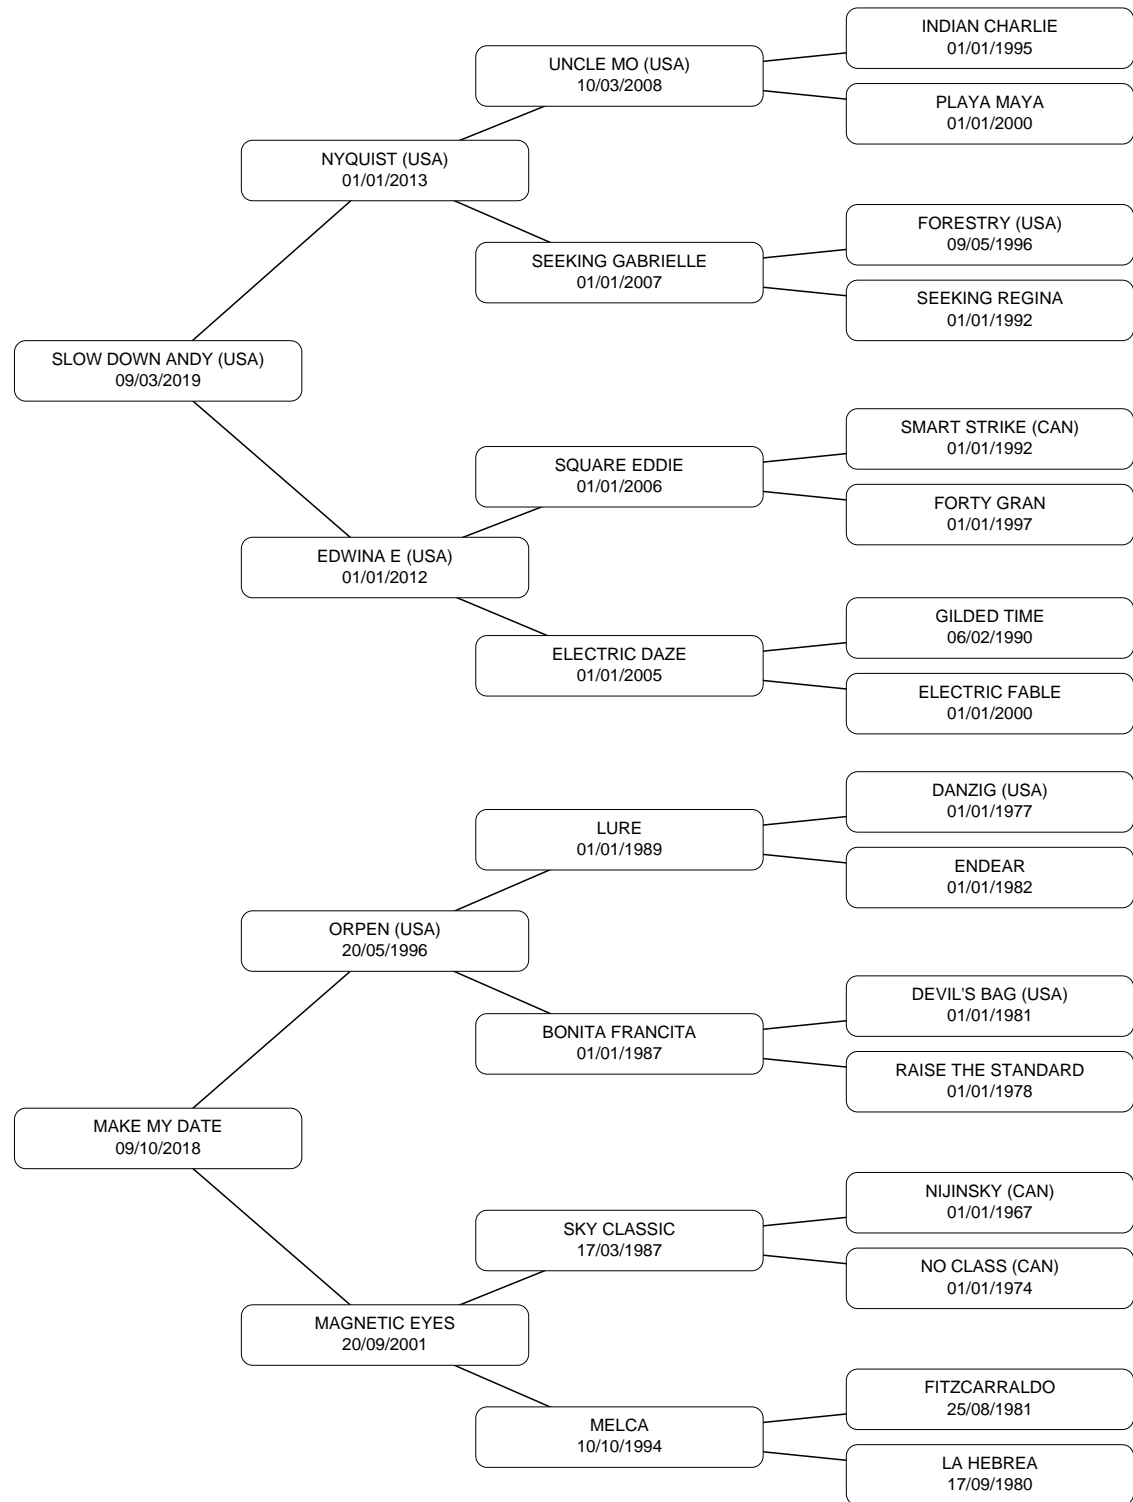 INDIAN CHARLIE
01/01/1995
UNCLE MO (USA)
10/03/2008
PLAYA MAYA
01/01/2000
NYQUIST (USA)
01/01/2013
FORESTRY (USA)
09/05/1996
SEEKING GABRIELLE
01/01/2007
SEEKING REGINA
01/01/1992
SLOW DOWN ANDY (USA)
09/03/2019
SMART STRIKE (CAN)
01/01/1992
SQUARE EDDIE
01/01/2006
FORTY GRAN
01/01/1997
EDWINA E (USA)
01/01/2012
GILDED TIME
06/02/1990
ELECTRIC DAZE
01/01/2005
ELECTRIC FABLE
01/01/2000
DANZIG (USA)
01/01/1977
LURE
01/01/1989
ENDEAR
01/01/1982
ORPEN (USA)
20/05/1996
DEVIL'S BAG (USA)
01/01/1981
BONITA FRANCITA
01/01/1987
RAISE THE STANDARD
01/01/1978
MAKE MY DATE
09/10/2018
NIJINSKY (CAN)
01/01/1967
SKY CLASSIC
17/03/1987
NO CLASS (CAN)
01/01/1974
MAGNETIC EYES
20/09/2001
FITZCARRALDO
25/08/1981
MELCA
10/10/1994
LA HEBREA
17/09/1980